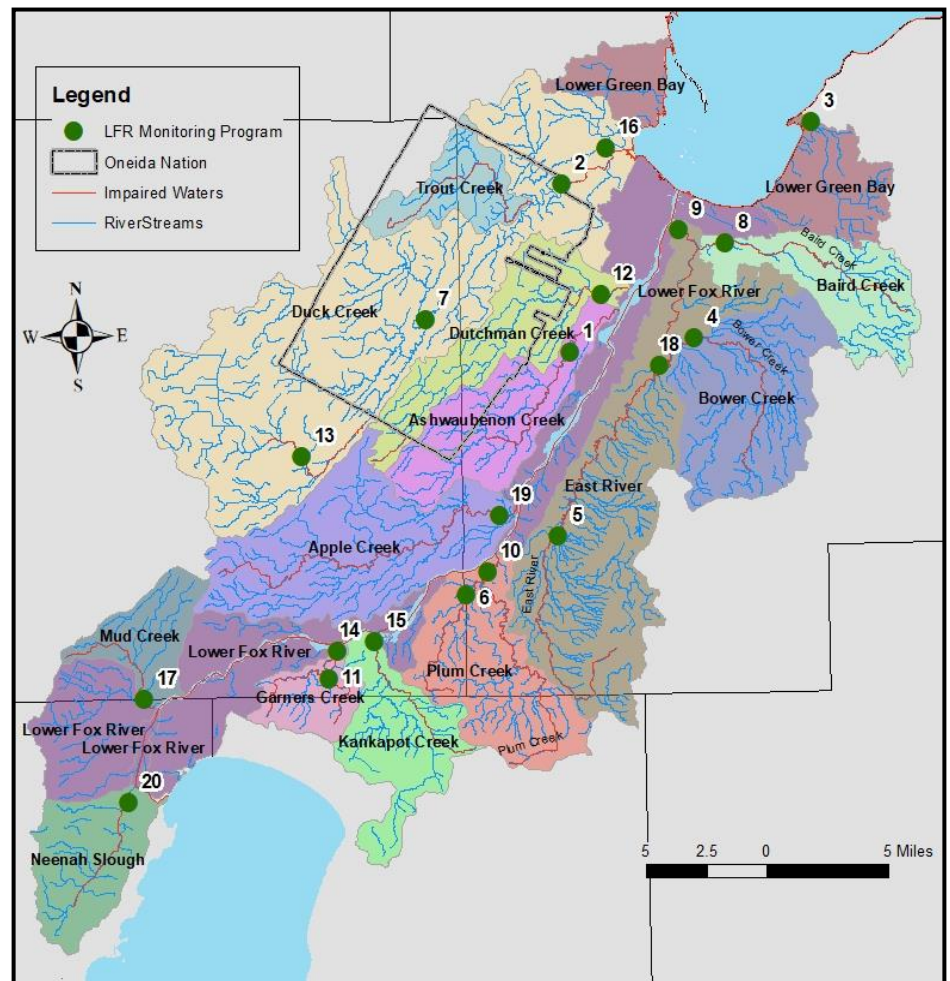 Legend
LFR Monitoring Program
Oneida Nation
Impaired Waters
RiverStreams
N
W
E
S
Lower Green Bay
3
16
2
Trout Creek
Lower Green Bay
9
8
Baird Creek
Baird Creek
12
7
Duck Creek
Lower Fox River
Dutchman Creek
4
1
18
Bower Creek
Bower Creek
Ashwaubenon Creek
13
19
East River
5
Apple Creek
10
East River
6
15
14
Mud Creek
Lower Fox River
Plum Creek
11
17
Garners Creek
Lower Fox River
Lower Fox River
Kankapot Creek
Plum Creek
20
Neenah Slough
5 2.5 0 5 Miles